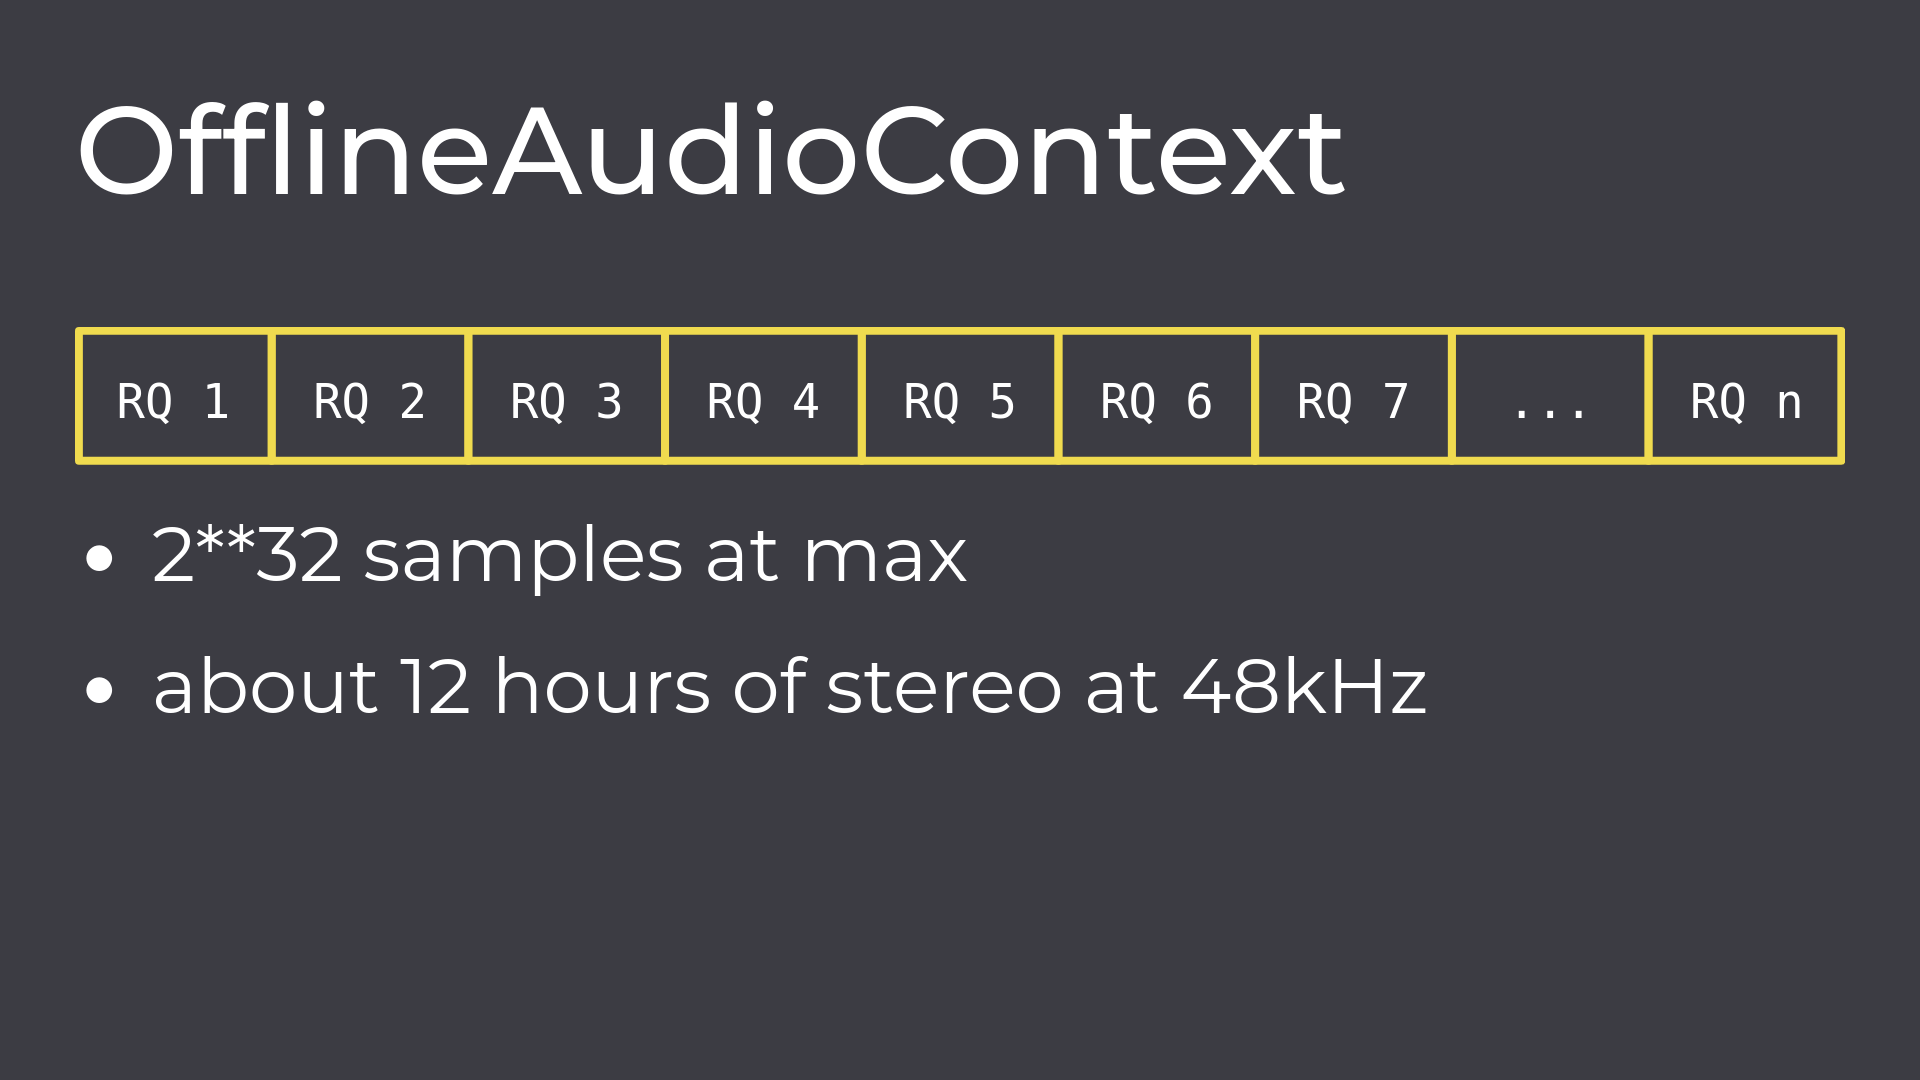 OfflineAudioContext
RQ 1 RQ 2 RQ 3 RQ 4 RQ 5 RQ 6 RQ 7 ... RQ n
• 2**32 samples at max
• about 12 hours of stereo at 48kHz